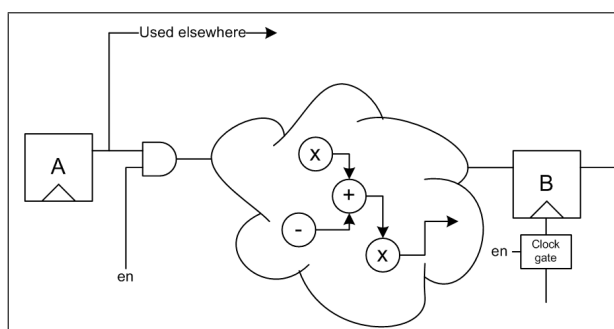 Used elsewhere
A
x
B
+
-
x
en
Clock
gate
en